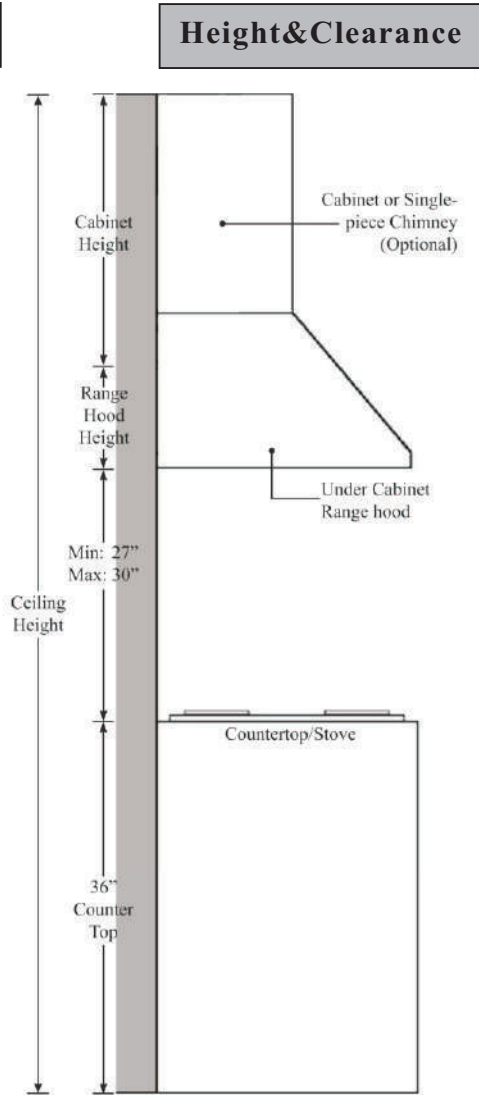 Height&Clearance
Cabinet
Height
Cabinet or Single-
piece Chimney
(Optional)
Range
Hood
Height
Under Cabinet
Range hood
Min: 27”
Max: 30”
Ceiling
Height
Countertop/Stove
36”
Counter
Top